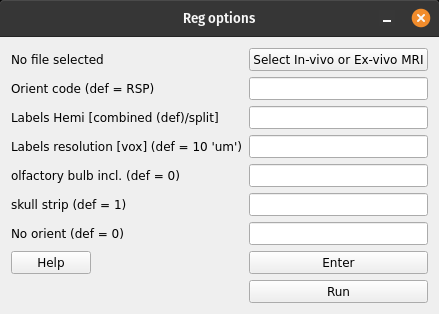 Reg options
No file selected
Select In-vivo or Ex-vivo MRI
Orient code (def = RSP)
Labels Hemi [combined (def)/split]
Labels resolution [vox] (def = 10 'um')
olfactory bulb incl. (def = 0)
skull strip (def = 1)
No orient (def = 0)
Help
Enter
Run